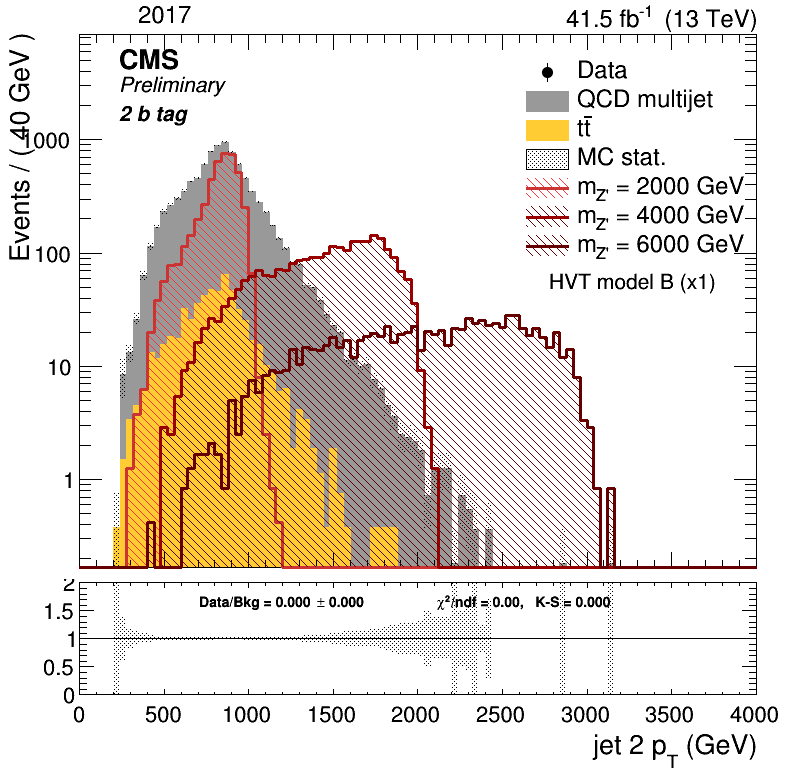 2017
41.5 fb⁻¹ (13 TeV)
CMS
Preliminary
2 b tag
Data
QCD multijet
tt̄
MC stat.
m_Z' = 2000 GeV
m_Z' = 4000 GeV
m_Z' = 6000 GeV
HVT model B (x1)
Events / ( 40 GeV )
1000
100
10
1
2
1.5
1
0.5
0
Data/Bkg = 0.000 ± 0.000
χ²/ndf = 0.00, K-S = 0.000
0 500 1000 1500 2000 2500 3000 3500 4000
jet 2 p_T (GeV)